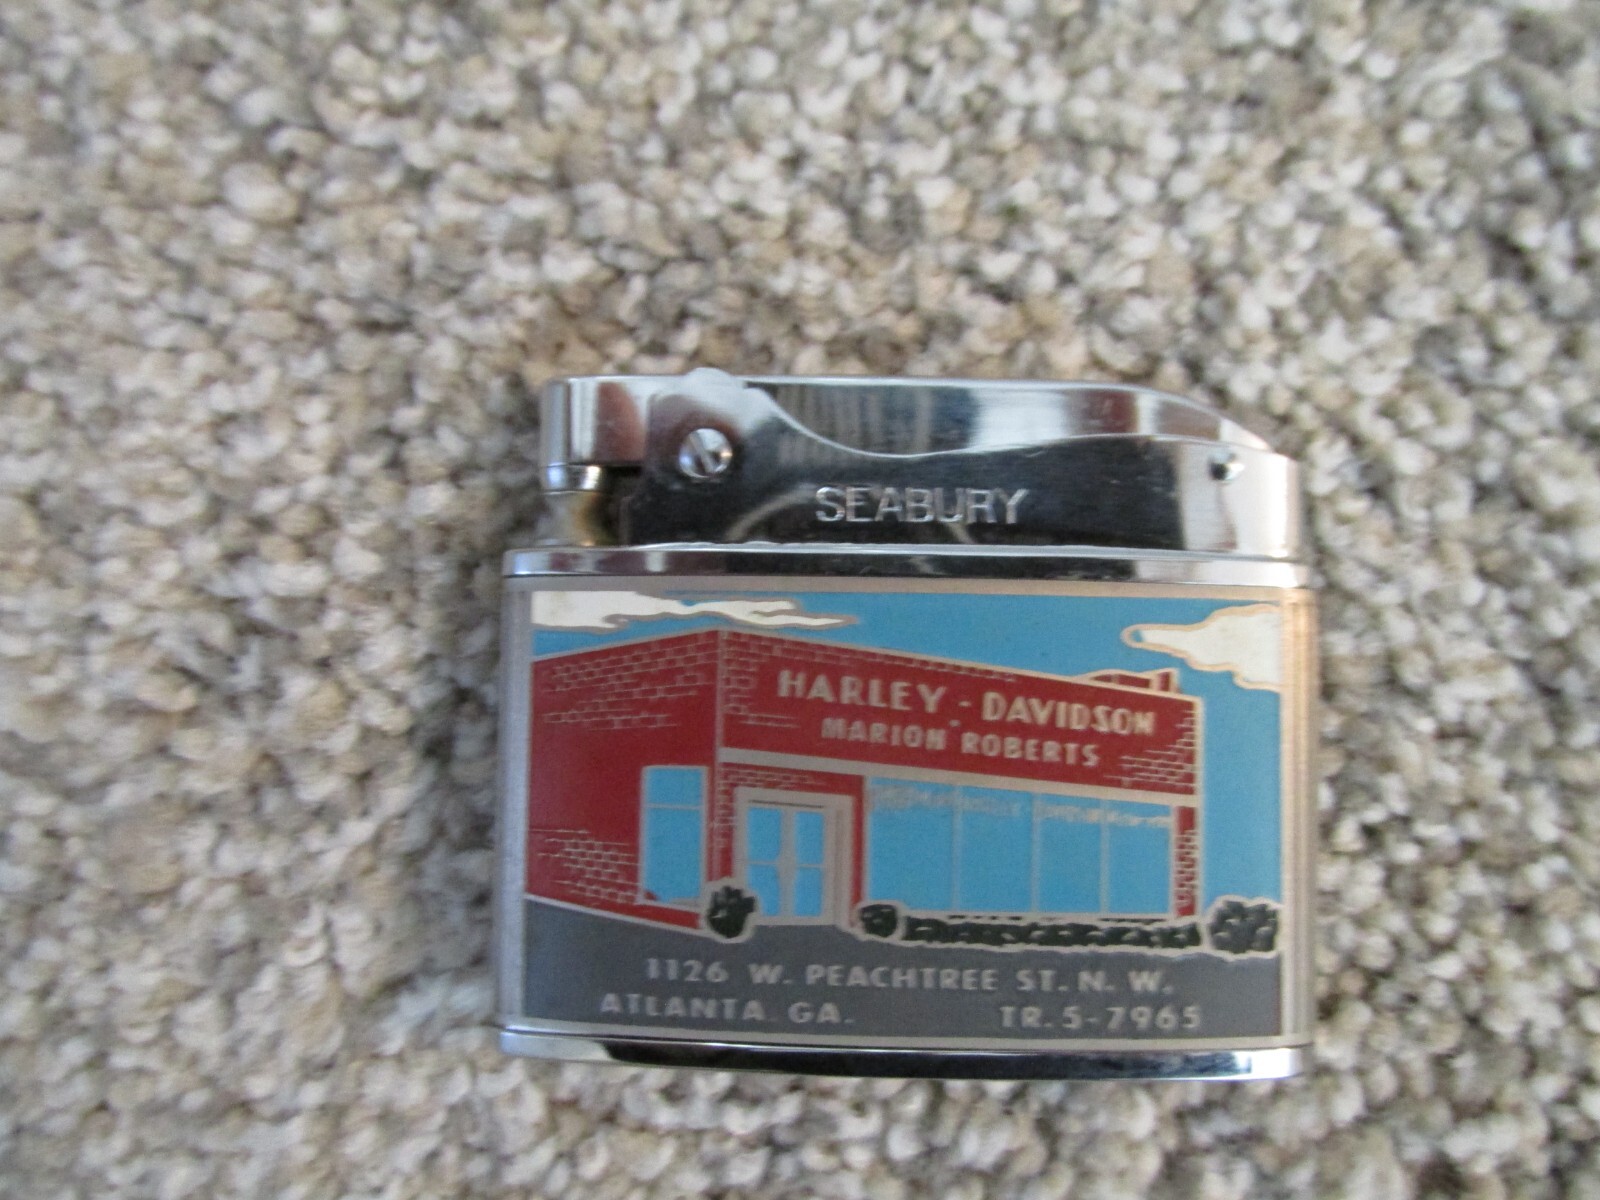 SEABURY
HARLEY - DAVIDSON
MARION ROBERTS
1126 W. PEACHTREE ST. N. W.
ATLANTA. GA. TR. 5-7965